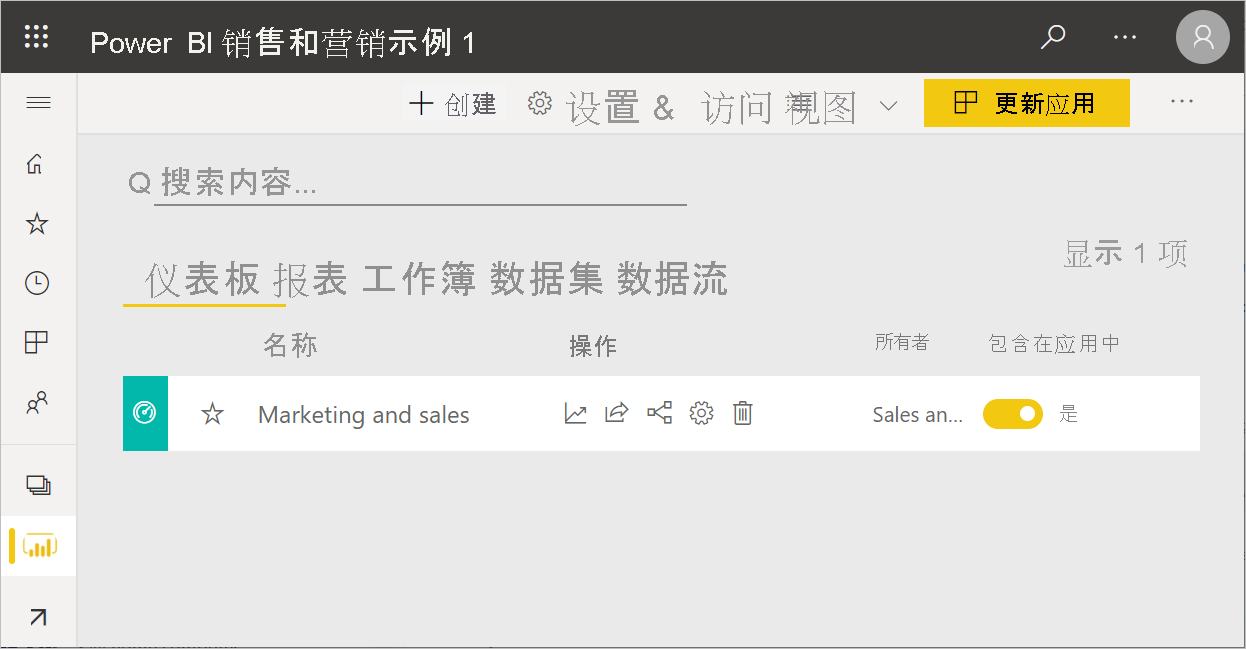 Power BI 销售和营销示例 1
创建 设置 & 访问 视图 更新应用
搜索内容...
显示 1 项
仪表板 报表 工作簿 数据集 数据流
名称 操作 所有者 包含在应用中
Marketing and sales Sales an... 是